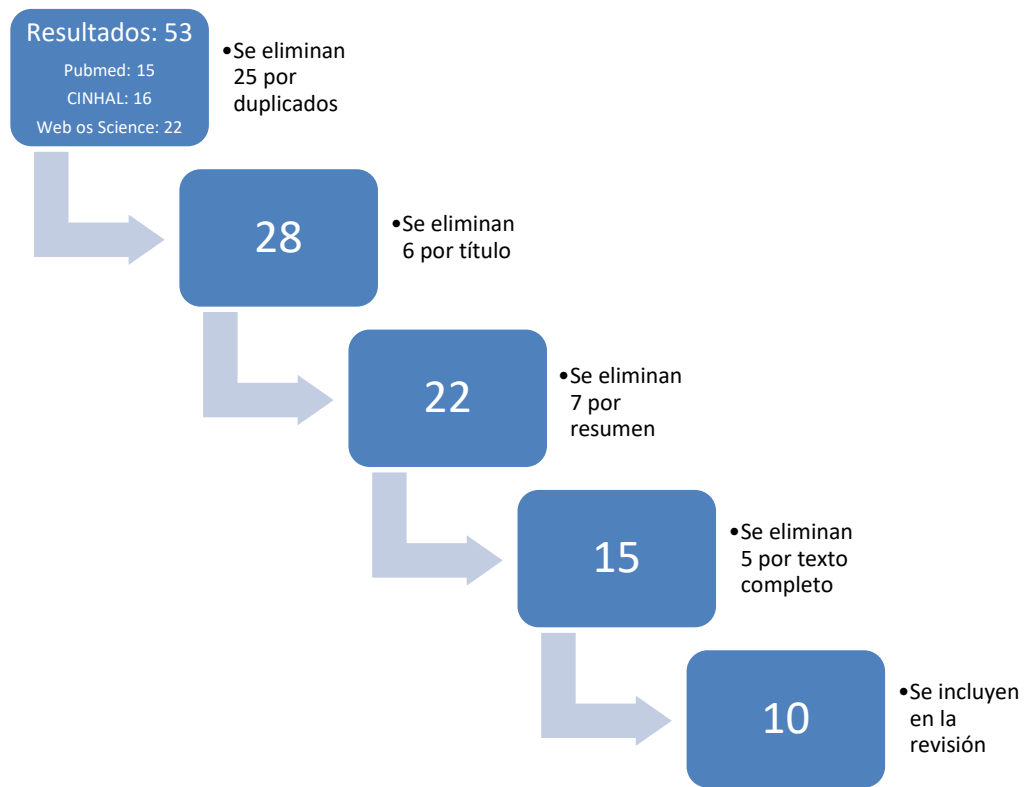 Resultados: 53
Pubmed: 15
CINHAL: 16
Web os Science: 22
•Se eliminan
25 por
duplicados
28
•Se eliminan
6 por título
22
•Se eliminan
7 por
resumen
15
•Se eliminan
5 por texto
completo
10
•Se incluyen
en la
revisión